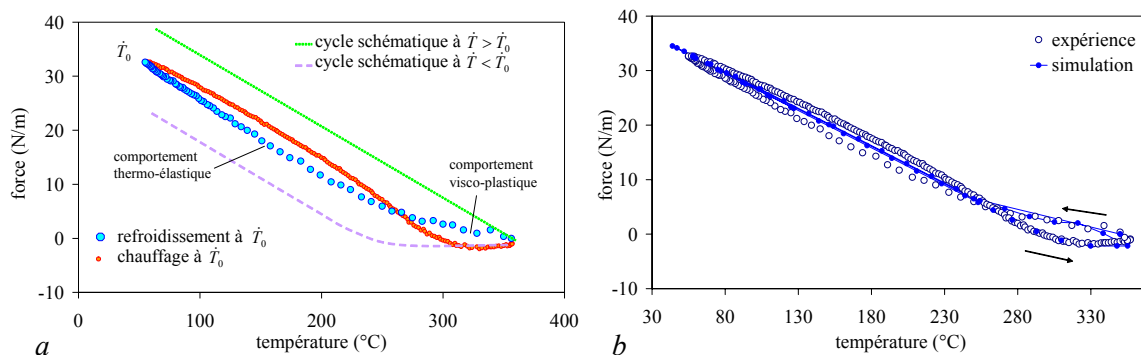 40
30
20
10
0
-10
force (N/m)
Ṫ₀
cycle schématique à Ṫ > Ṫ₀
cycle schématique à Ṫ < Ṫ₀
comportement
thermo-élastique
comportement
visco-plastique
refroidissement à Ṫ₀
chauffage à Ṫ₀
0 100 200 300 400
température (°C)
a
40
30
20
10
0
-10
force (N/m)
expérience
simulation
30 80 130 180 230 280 330
température (°C)
b